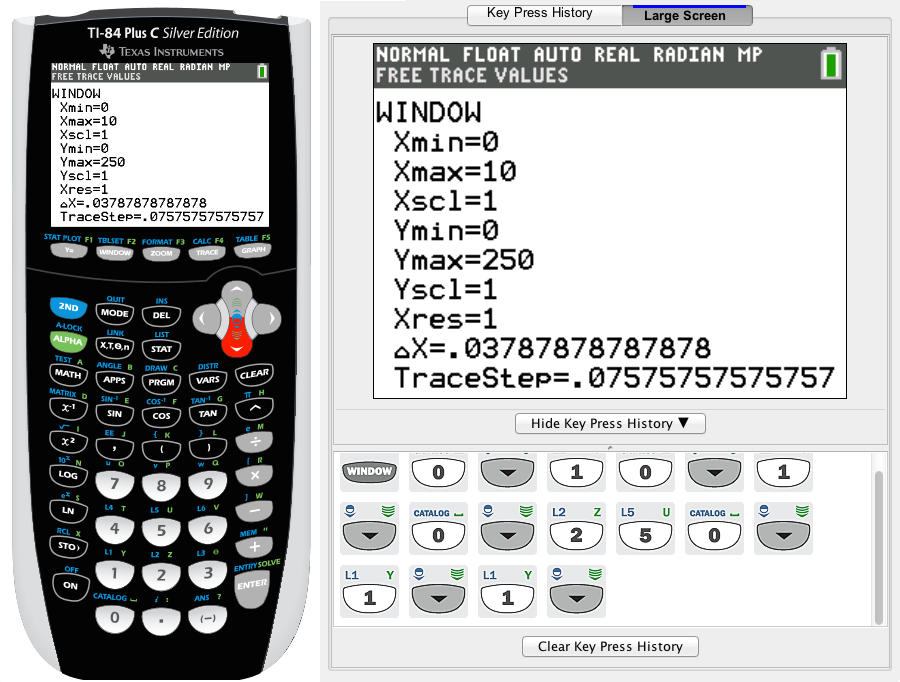 TI-84 Plus C Silver Edition
TEXAS INSTRUMENTS
NORMAL FLOAT AUTO REAL RADIAN MP
FREE TRACE VALUES
WINDOW
Xmin=0
Xmax=10
Xscl=1
Ymin=0
Ymax=250
Yscl=1
Xres=1
△X=.03787878787878
TraceStep=.07575757575757
STAT PLOT F1 TBLSET F2 FORMAT F3 CALC F4 TABLE F5
Y= WINDOW ZOOM TRACE GRAPH
QUIT INS
2ND MODE DEL
A-LOCK LINK LIST
ALPHA X,T,θ,n STAT
TEST A ANGLE B DRAW C DISTR
MATH APPS PRGM VARS CLEAR
MATRIX D SIN⁻¹ E COS⁻¹ F TAN⁻¹ G π H
X⁻¹ SIN COS TAN ^
√ I EE J { K } L e M
X² , ( ) ÷
10ˣ N u O v P w Q [ R
LOG 7 8 9 ×
eˣ S L4 T L5 U L6 V ] W
LN 4 5 6 −
RCL X L1 Y L2 Z L3 θ MEM "
STO› 1 2 3 +
OFF CATALOG ⎵ i : ANS ? ENTRY SOLVE
ON 0 . (−) ENTER
Key Press History Large Screen
NORMAL FLOAT AUTO REAL RADIAN MP
FREE TRACE VALUES
WINDOW
Xmin=0
Xmax=10
Xscl=1
Ymin=0
Ymax=250
Yscl=1
Xres=1
△X=.03787878787878
TraceStep=.07575757575757
Hide Key Press History ▼
WINDOW 0 1 0 1
CATALOG ⎵ L2 Z L5 U CATALOG ⎵
0 2 5 0
L1 Y L1 Y
1 1
Clear Key Press History